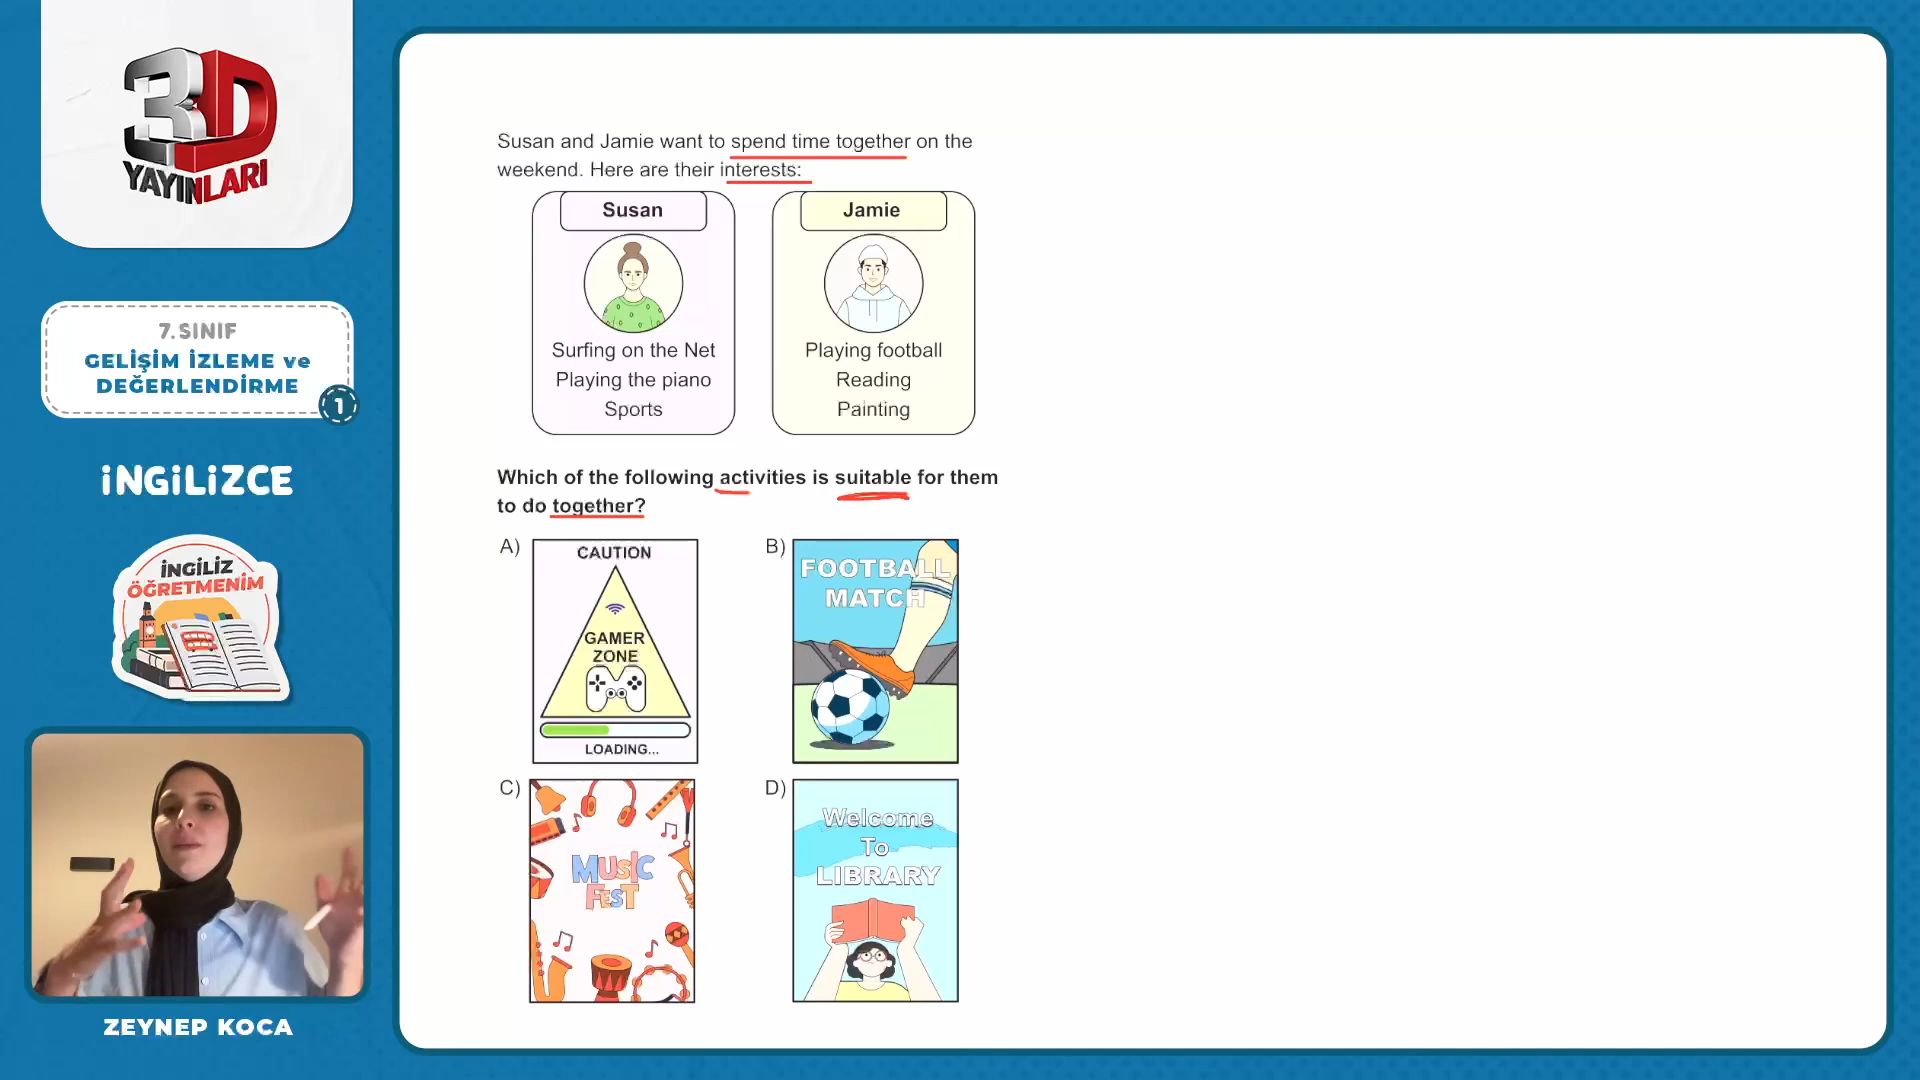 3D
YAYINLARI
7. SINIF
GELİŞİM İZLEME ve
DEĞERLENDİRME
1
İNGİLİZCE
İNGİLİZ
ÖĞRETMENİM
ZEYNEP KOCA
Susan and Jamie want to spend time together on the
weekend. Here are their interests:
Susan
Surfing on the Net
Playing the piano
Sports
Jamie
Playing football
Reading
Painting
Which of the following activities is suitable for them
to do together?
A)
CAUTION
GAMER
ZONE
LOADING...
B)
FOOTBALL
MATCH
C)
MUSIC
FEST
D)
Welcome
To
LIBRARY